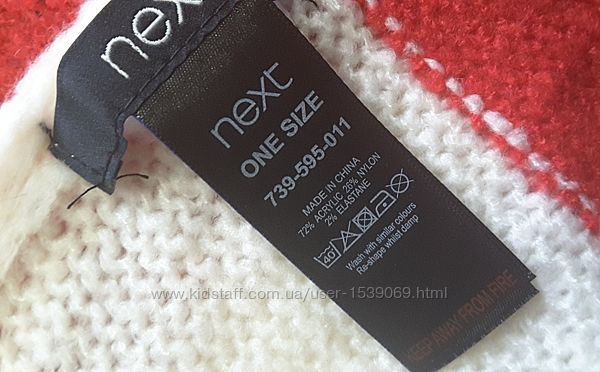 next
next
ONE SIZE
739-595-011
MADE IN CHINA
72% ACRYLIC 26% NYLON
2% ELASTANE
40
Wash with similar colours
Re-shape whilst damp
KEEP AWAY FROM FIRE
www.kidstaff.com.ua/user-1539069.html